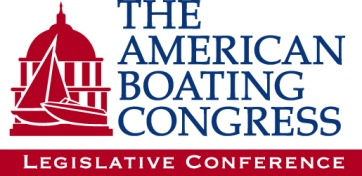 THE
AMERICAN
BOATING
CONGRESS
LEGISLATIVE CONFERENCE